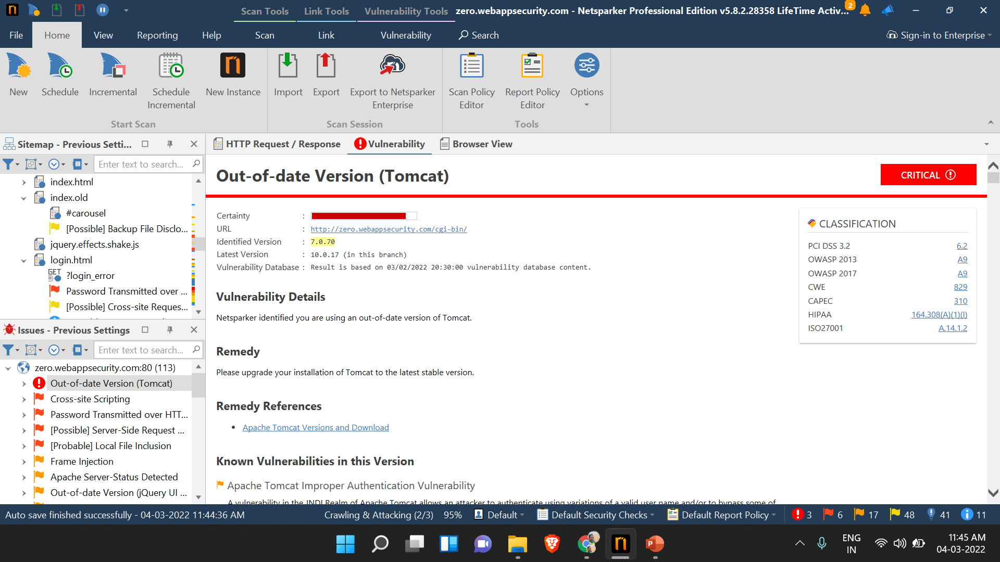 Scan Tools
Link Tools
Vulnerability Tools
zero.webappsecurity.com - Netsparker Professional Edition v5.8.2.28358 LifeTime Activ...
2
File
Home
View
Reporting
Help
Scan
Link
Vulnerability
Search
Sign-in to Enterprise
New
Schedule
Incremental
Schedule
Incremental
New Instance
Import
Export
Export to Netsparker
Enterprise
Scan Policy
Editor
Report Policy
Editor
Options
Start Scan
Scan Session
Tools
Sitemap - Previous Setti...
Enter text to search...
index.html
index.old
#carousel
[Possible] Backup File Disclo...
jquery.effects.shake.js
login.html
GET
?login_error
Password Transmitted over ...
[Possible] Cross-site Reques...
Issues - Previous Settings
Enter text to search...
zero.webappsecurity.com:80 (113)
Out-of-date Version (Tomcat)
Cross-site Scripting
Password Transmitted over HTT...
[Possible] Server-Side Request ...
[Probable] Local File Inclusion
Frame Injection
Apache Server-Status Detected
Out-of-date Version (jQuery UI ...
HTTP Request / Response
Vulnerability
Browser View
Out-of-date Version (Tomcat)
CRITICAL
Certainty :
URL : http://zero.webappsecurity.com/cgi-bin/
Identified Version : 7.0.70
Latest Version : 10.0.17 (in this branch)
Vulnerability Database : Result is based on 03/02/2022 20:30:00 vulnerability database content.
CLASSIFICATION
PCI DSS 3.2 6.2
OWASP 2013 A9
OWASP 2017 A9
CWE 829
CAPEC 310
HIPAA 164.308(A)(1)(I)
ISO27001 A.14.1.2
Vulnerability Details
Netsparker identified you are using an out-of-date version of Tomcat.
Remedy
Please upgrade your installation of Tomcat to the latest stable version.
Remedy References
Apache Tomcat Versions and Download
Known Vulnerabilities in this Version
Apache Tomcat Improper Authentication Vulnerability
A vulnerability in the JNDI Realm of Apache Tomcat allows an attacker to authenticate using variations of a valid user name and/or to bypass some of
Auto save finished successfully - 04-03-2022 11:44:36 AM
Crawling & Attacking (2/3)
95%
Default
Default Security Checks
Default Report Policy
3
6
17
48
41
11
ENG
IN
11:45 AM
04-03-2022